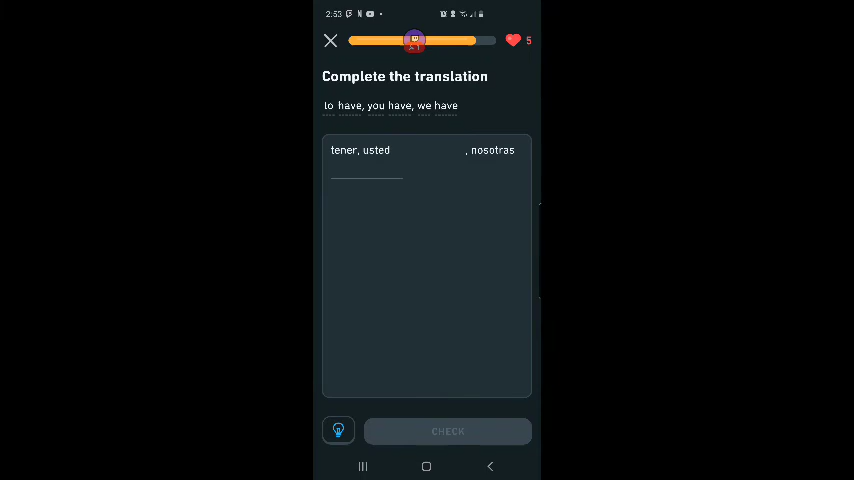 2:53
5
Complete the translation
to have, you have, we have
tener, usted , nosotras
CHECK